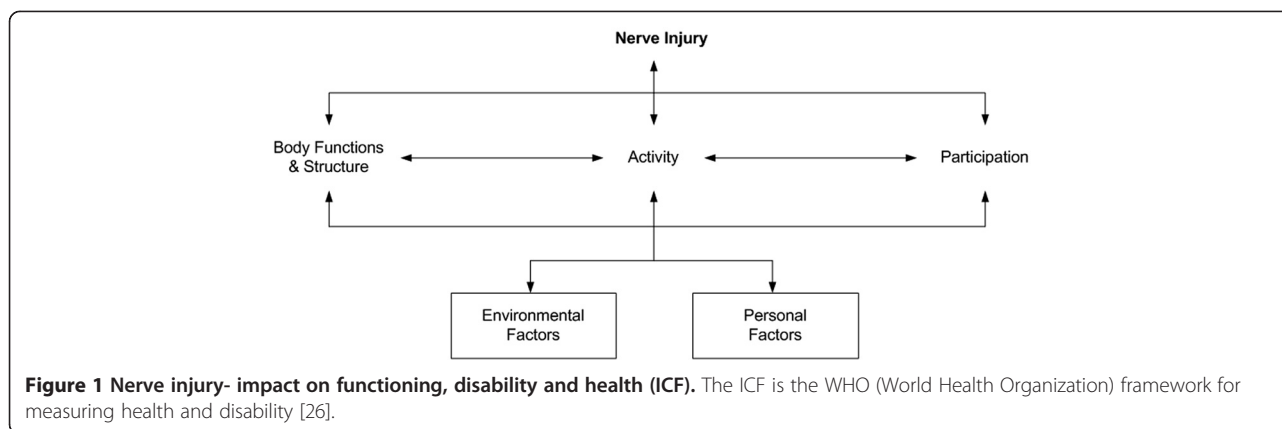 Nerve Injury
Body Functions
& Structure
Activity
Participation
Environmental
Factors
Personal
Factors
Figure 1 Nerve injury- impact on functioning, disability and health (ICF). The ICF is the WHO (World Health Organization) framework for
measuring health and disability [26].